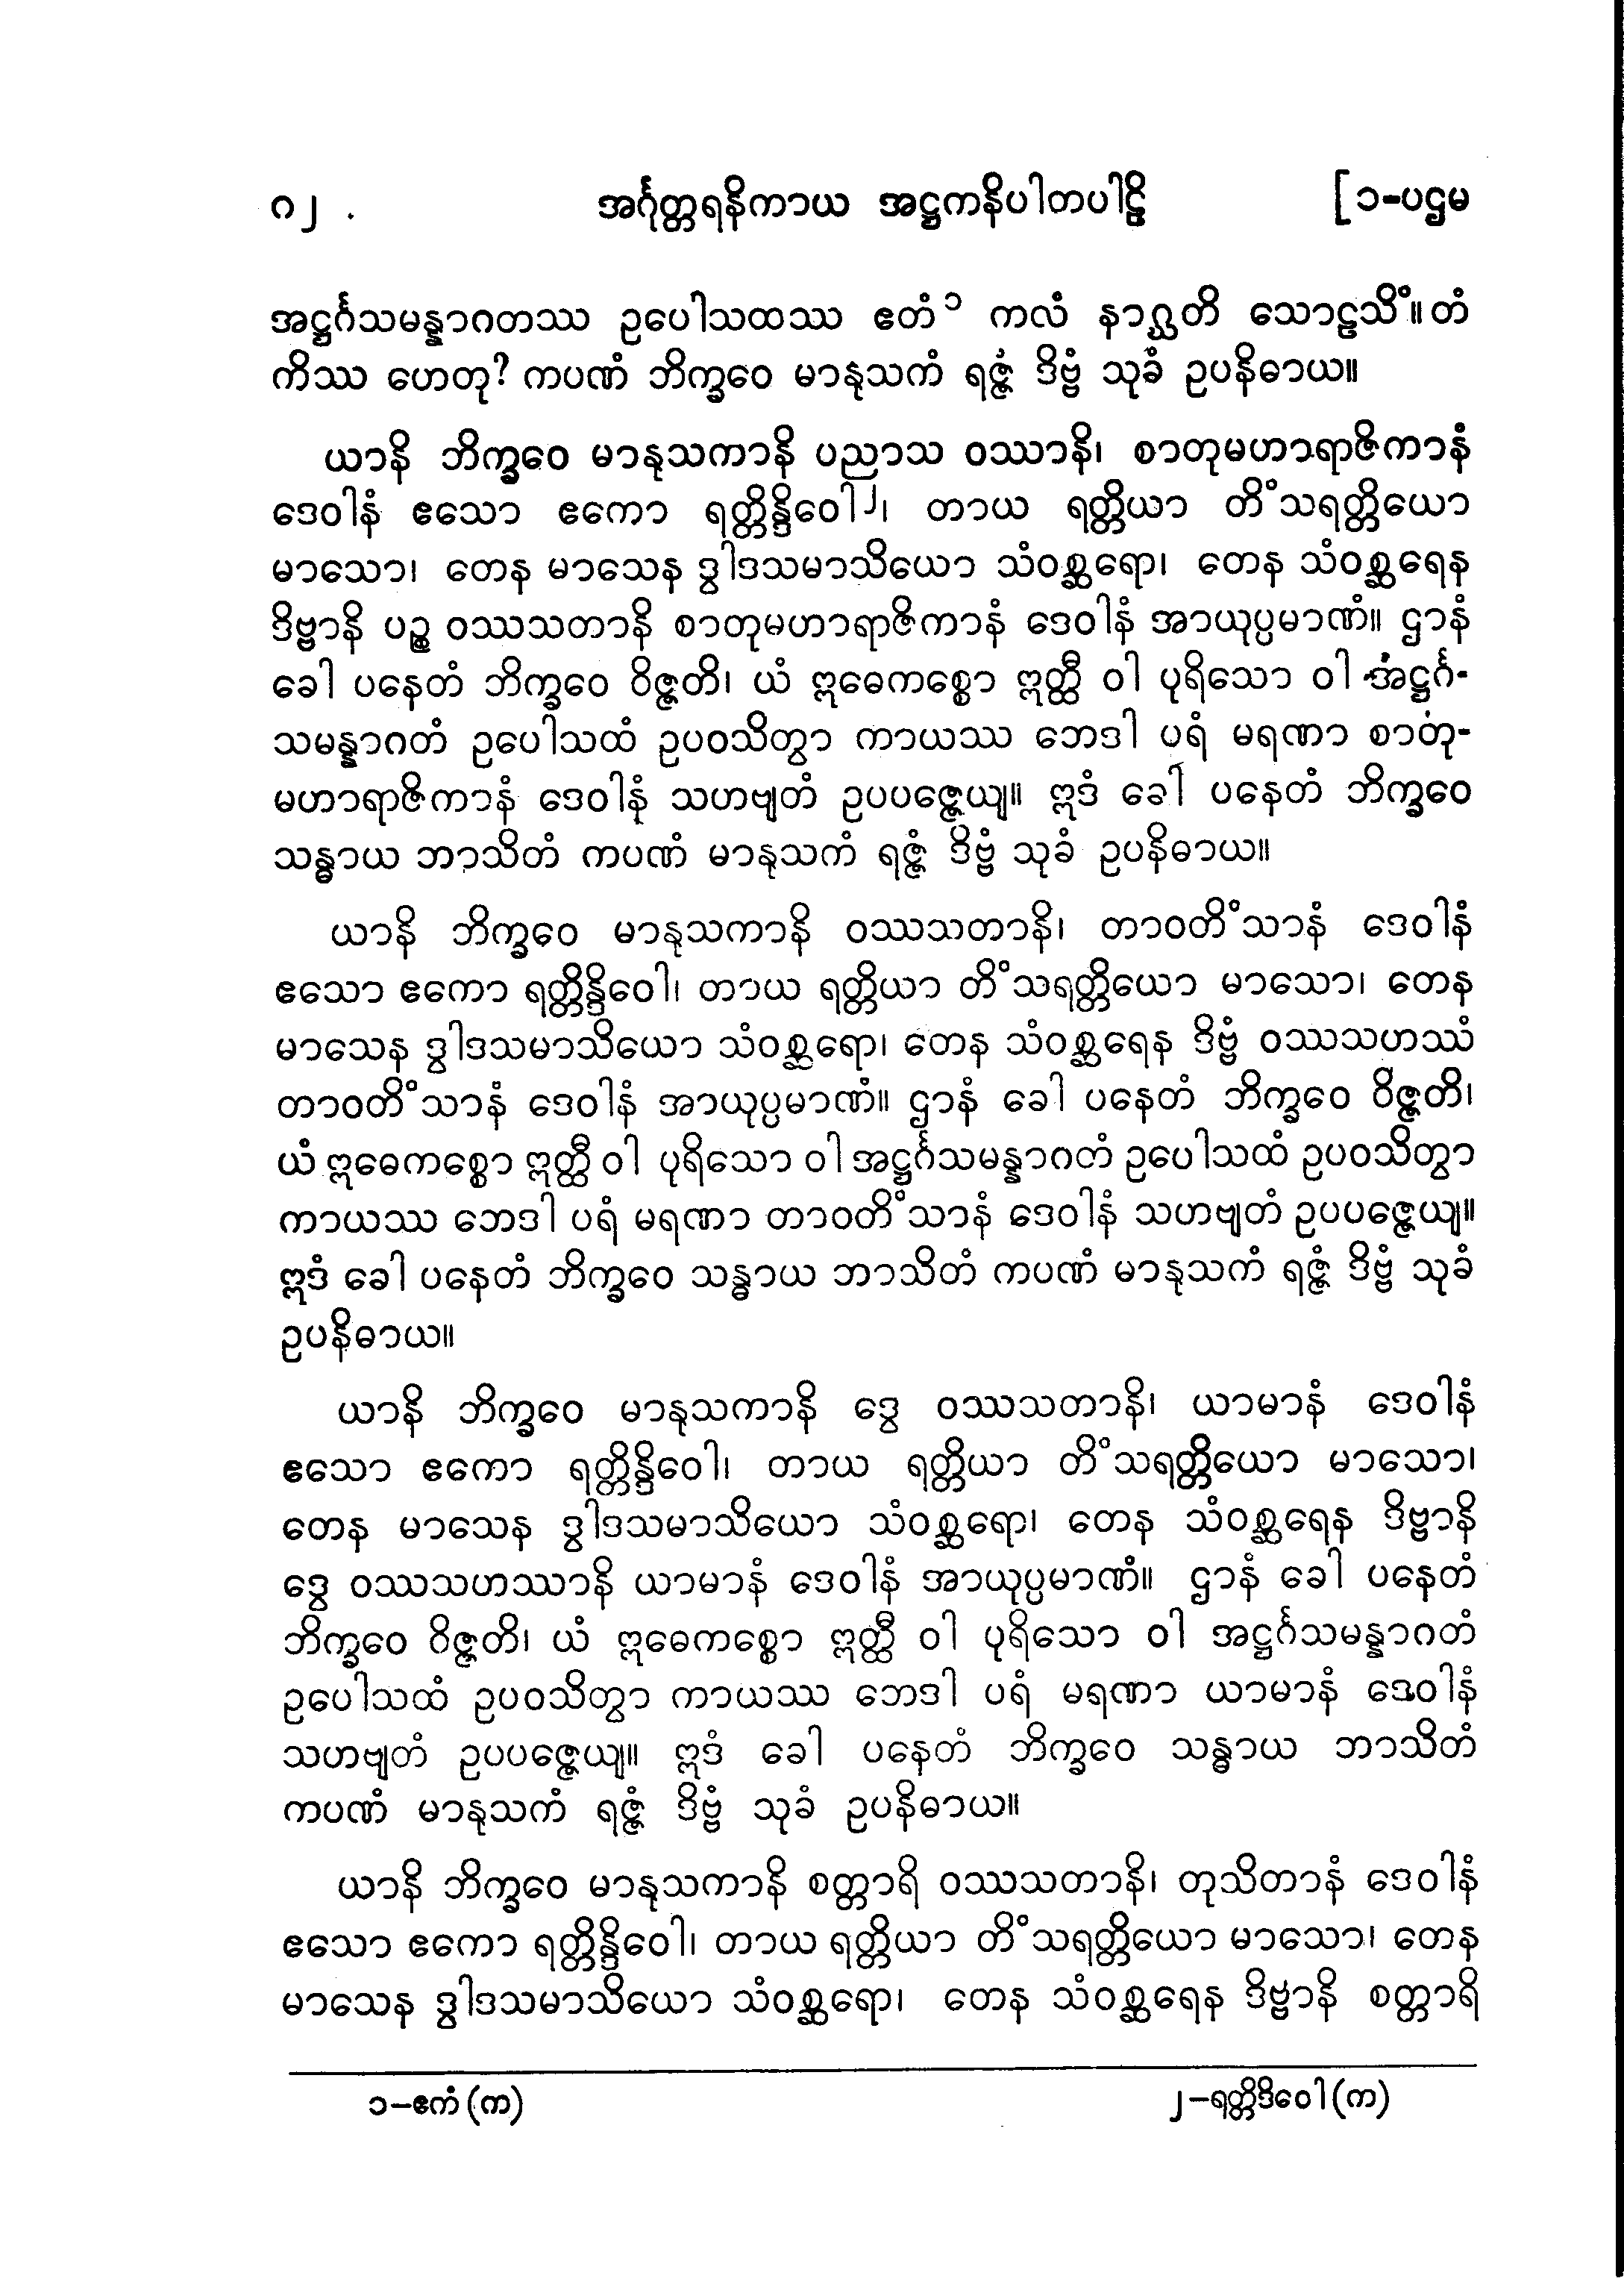 ဂ၂ . အင်္ဂုတ္တရနိကာယ အဋ္ဌကနိပါတပါဠိ [ ၁-ပဌမ
အဋ္ဌင်္ဂသမန္နာဂတဿ ဥပေါသထဿ ဧတံ ၁ ကလံ နာဂ္ဃတိ သောဠသိံ။ တံ
ကိဿ ဟေတု? ကပဏံ ဘိက္ခဝေ မာနုသကံ ရဇ္ဇံ ဒိဗ္ဗံ သုခံ ဥပနိဓာယ။
ယာနိ ဘိက္ခဝေ မာနုသကာနိ ပညာသ ဝဿာနိ၊ စာတုမဟာရာဇိကာနံ
ဒေဝါနံ ဧသော ဧကော ရတ္တိန္ဒိဝေါ၂၊ တာယ ရတ္တိယာ တိံသရတ္တိယော
မာသော၊ တေန မာသေန ဒွါဒသမာသိယော သံဝစ္ဆရော၊ တေန သံဝစ္ဆရေန
ဒိဗ္ဗာနိ ပဉ္စ ဝဿသတာနိ စာတုမဟာရာဇိကာနံ ဒေဝါနံ အာယုပ္ပမာဏံ။ ဌာနံ
ခေါ ပနေတံ ဘိက္ခဝေ ဝိဇ္ဇတိ၊ ယံ ဣဓေကစ္စော ဣတ္ထီ ဝါ ပုရိသော ဝါ အဋ္ဌင်္ဂ-
သမန္နာဂတံ ဥပေါသထံ ဥပဝသိတွာ ကာယဿ ဘေဒါ ပရံ မရဏာ စာတု-
မဟာရာဇိကာနံ ဒေဝါနံ သဟဗျတံ ဥပပဇ္ဇေယျ။ ဣဒံ ခေါ ပနေတံ ဘိက္ခဝေ
သန္ဓာယ ဘာသိတံ ကပဏံ မာနုသကံ ရဇ္ဇံ ဒိဗ္ဗံ သုခံ ဥပနိဓာယ။
ယာနိ ဘိက္ခဝေ မာနုသကာနိ ဝဿသတာနိ၊ တာဝတိံသာနံ ဒေဝါနံ
ဧသော ဧကော ရတ္တိန္ဒိဝေါ၊ တာယ ရတ္တိယာ တိံသရတ္တိယော မာသော၊ တေန
မာသေန ဒွါဒသမာသိယော သံဝစ္ဆရော၊ တေန သံဝစ္ဆရေန ဒိဗ္ဗံ ဝဿသဟဿံ
တာဝတိံသာနံ ဒေဝါနံ အာယုပ္ပမာဏံ။ ဌာနံ ခေါ ပနေတံ ဘိက္ခဝေ ဝိဇ္ဇတိ၊
ယံ ဣဓေကစ္စော ဣတ္ထီ ဝါ ပုရိသော ဝါ အဋ္ဌင်္ဂသမန္နာဂတံ ဥပေါသထံ ဥပဝသိတွာ
ကာယဿ ဘေဒါ ပရံ မရဏာ တာဝတိံသာနံ ဒေဝါနံ သဟဗျတံ ဥပပဇ္ဇေယျ။
ဣဒံ ခေါ ပနေတံ ဘိက္ခဝေ သန္ဓာယ ဘာသိတံ ကပဏံ မာနုသကံ ရဇ္ဇံ ဒိဗ္ဗံ သုခံ
ဥပနိဓာယ။
ယာနိ ဘိက္ခဝေ မာနုသကာနိ ဒွေ ဝဿသတာနိ၊ ယာမာနံ ဒေဝါနံ
ဧသော ဧကော ရတ္တိန္ဒိဝေါ၊ တာယ ရတ္တိယာ တိံသရတ္တိယော မာသော၊
တေန မာသေန ဒွါဒသမာသိယော သံဝစ္ဆရော၊ တေန သံဝစ္ဆရေန ဒိဗ္ဗာနိ
ဒွေ ဝဿသဟဿာနိ ယာမာနံ ဒေဝါနံ အာယုပ္ပမာဏံ။ ဌာနံ ခေါ ပနေတံ
ဘိက္ခဝေ ဝိဇ္ဇတိ၊ ယံ ဣဓေကစ္စော ဣတ္ထီ ဝါ ပုရိသော ဝါ အဋ္ဌင်္ဂသမန္နာဂတံ
ဥပေါသထံ ဥပဝသိတွာ ကာယဿ ဘေဒါ ပရံ မရဏာ ယာမာနံ ဒေဝါနံ
သဟဗျတံ ဥပပဇ္ဇေယျ။ ဣဒံ ခေါ ပနေတံ ဘိက္ခဝေ သန္ဓာယ ဘာသိတံ
ကပဏံ မာနုသကံ ရဇ္ဇံ ဒိဗ္ဗံ သုခံ ဥပနိဓာယ။
ယာနိ ဘိက္ခဝေ မာနုသကာနိ စတ္တာရိ ဝဿသတာနိ၊ တုသိတာနံ ဒေဝါနံ
ဧသော ဧကော ရတ္တိန္ဒိဝေါ၊ တာယ ရတ္တိယာ တိံသရတ္တိယော မာသော၊ တေန
မာသေန ဒွါဒသမာသိယော သံဝစ္ဆရော၊ တေန သံဝစ္ဆရေန ဒိဗ္ဗာနိ စတ္တာရိ
၁-ဧကံ (က) ၂-ရတ္တိဒိဝေါ (က)